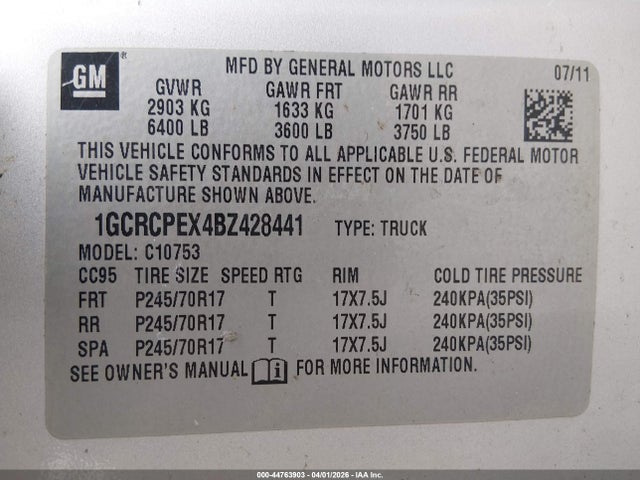 GM
MFD BY GENERAL MOTORS LLC 07/11
GVWR GAWR FRT GAWR RR
2903 KG 1633 KG 1701 KG
6400 LB 3600 LB 3750 LB
THIS VEHICLE CONFORMS TO ALL APPLICABLE U.S. FEDERAL MOTOR
VEHICLE SAFETY STANDARDS IN EFFECT ON THE DATE OF
MANUFACTURE SHOWN ABOVE.
1GCRCPEX4BZ428441 TYPE: TRUCK
MODEL: C10753
CC95 TIRE SIZE SPEED RTG RIM COLD TIRE PRESSURE
FRT P245/70R17 T 17X7.5J 240KPA(35PSI)
RR P245/70R17 T 17X7.5J 240KPA(35PSI)
SPA P245/70R17 T 17X7.5J 240KPA(35PSI)
SEE OWNER'S MANUAL FOR MORE INFORMATION.
000-44763903 - 04/01/2026 - IAA Inc.